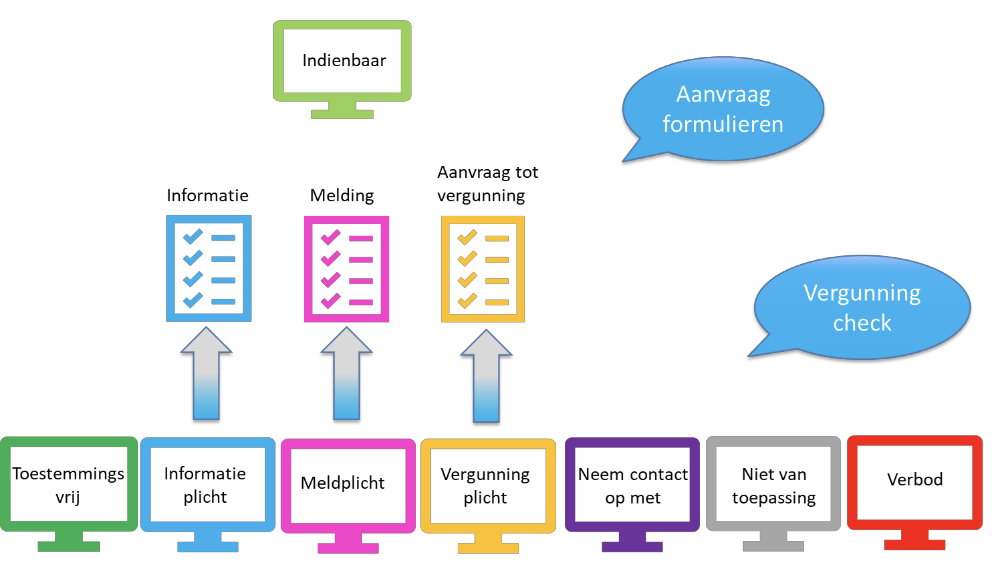 Indienbaar
Aanvraag
formulieren
Aanvraag tot
vergunning
Informatie
Melding
Vergunning
check
Toestemmings
vrij
Informatie
plicht
Meldplicht
Vergunning
plicht
Neem contact
op met
Niet van
toepassing
Verbod